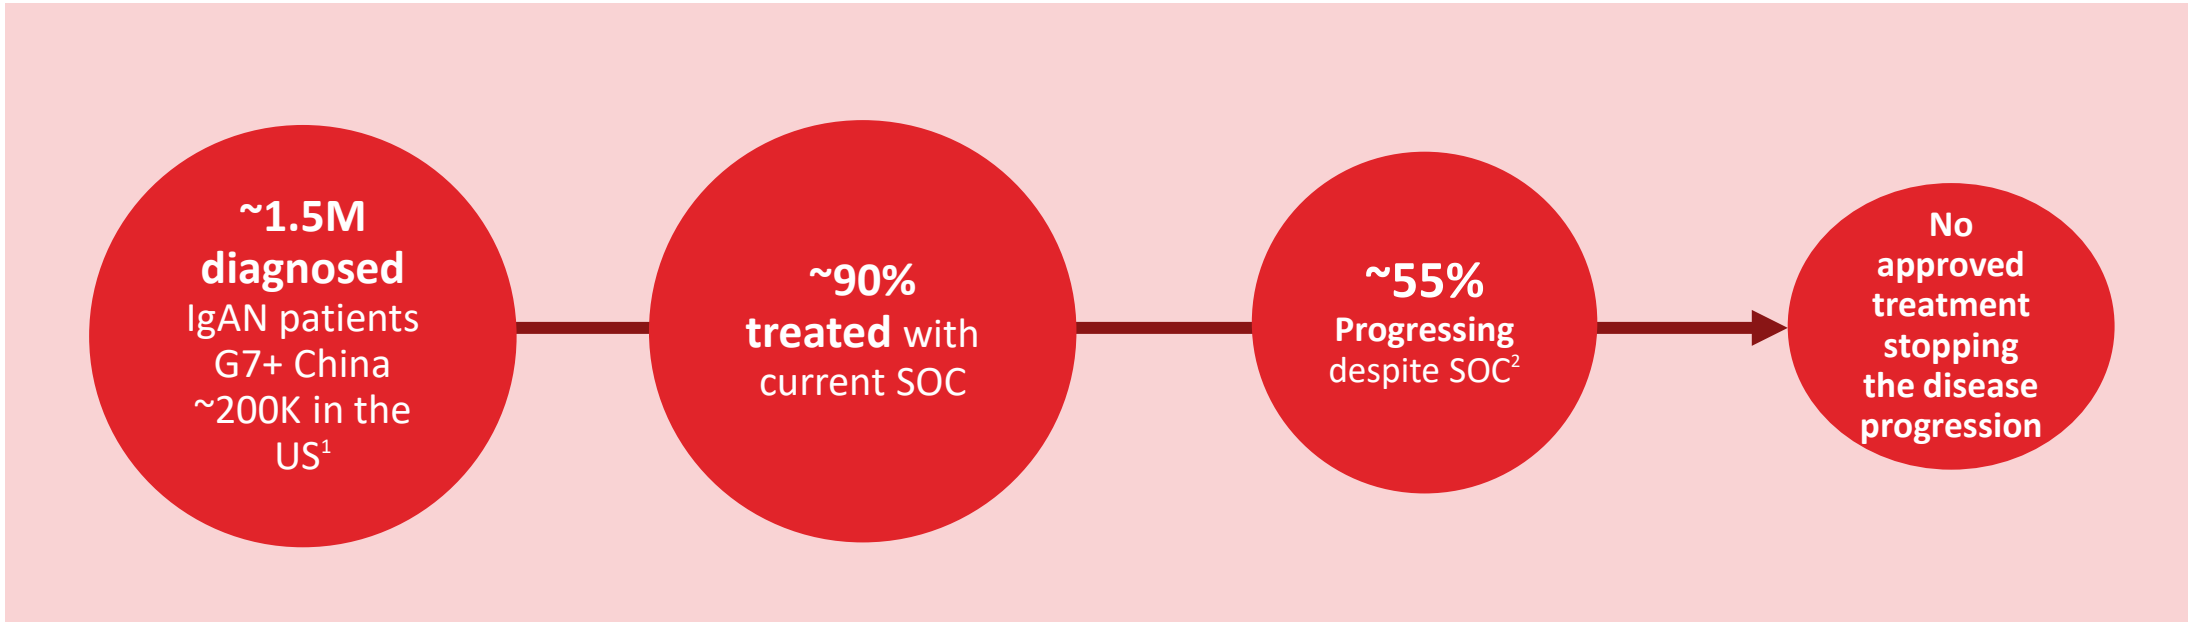 ~1.5M
diagnosed
IgAN patients
G7+ China
~200K in the
US¹
~90%
treated with
current SOC
~55%
Progressing
despite SOC²
No
approved
treatment
stopping
the disease
progression